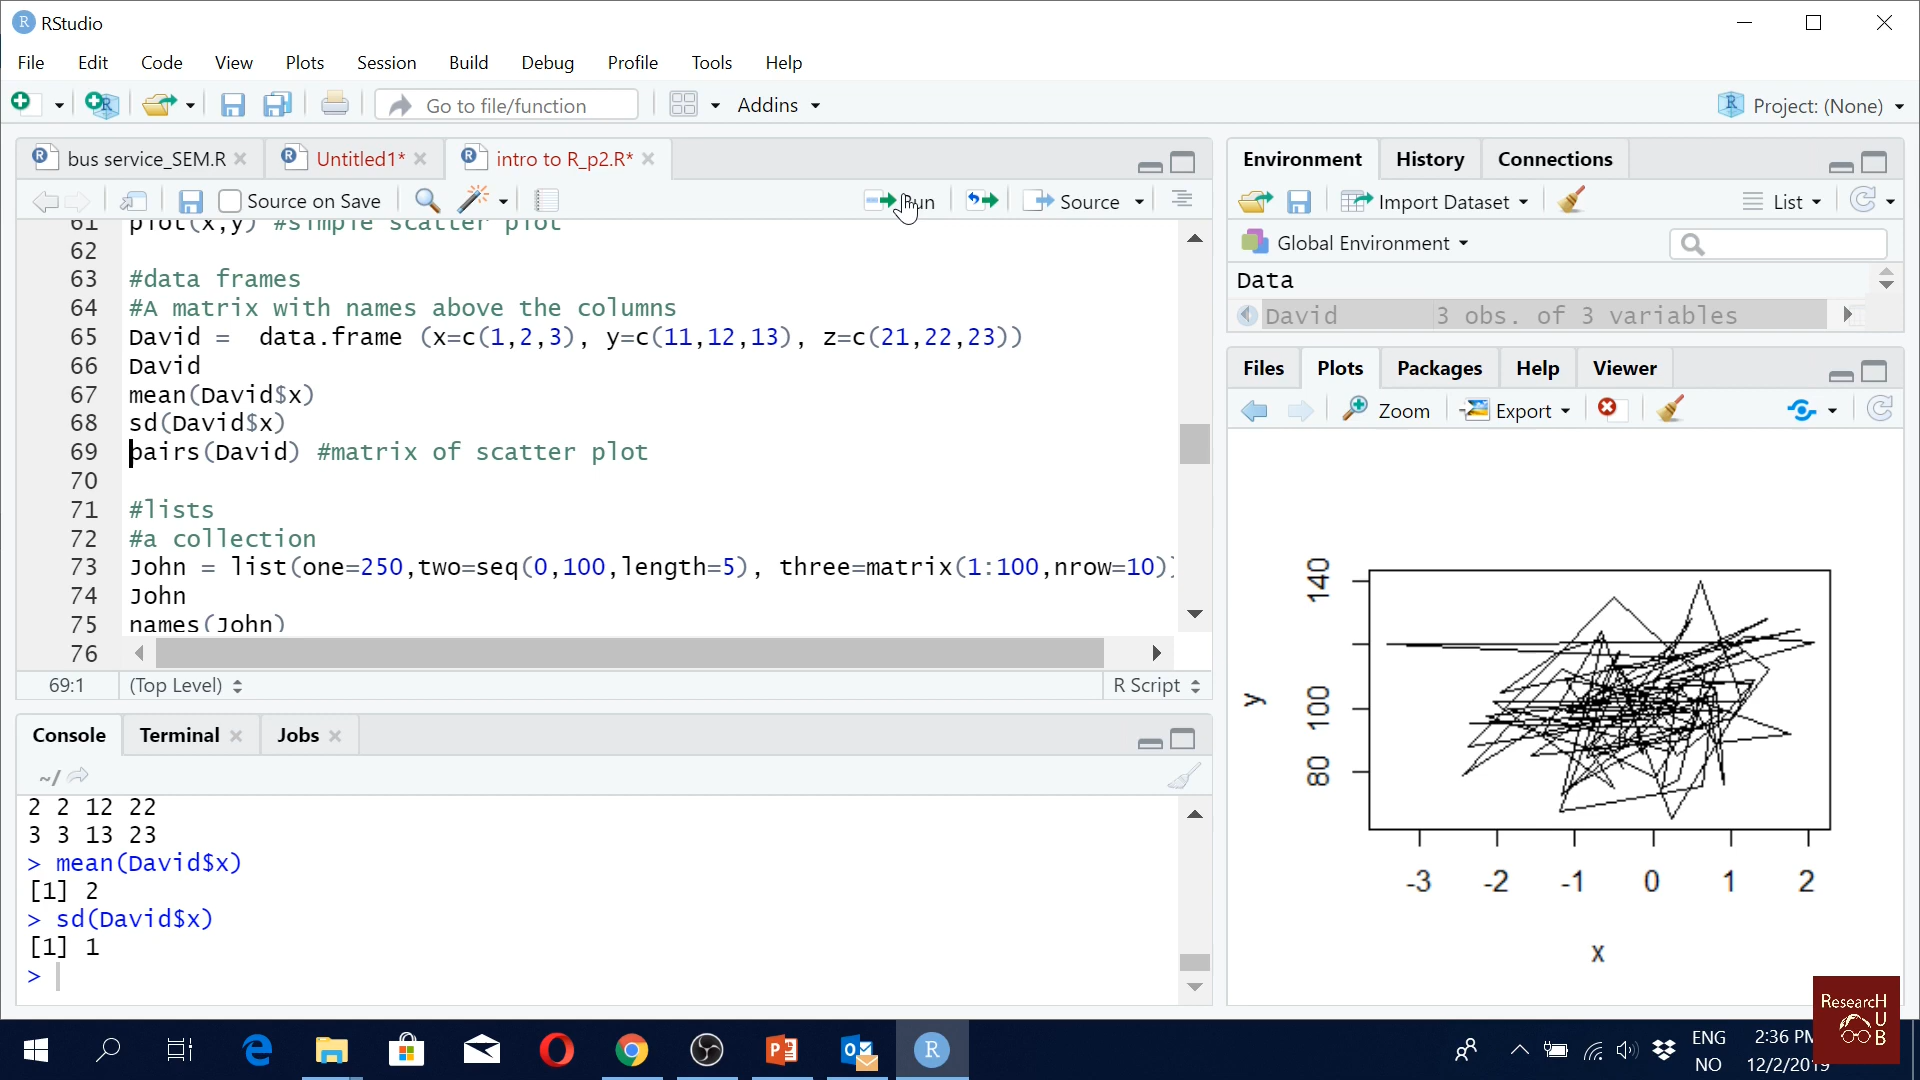 RStudio
File Edit Code View Plots Session Build Debug Profile Tools Help
Go to file/function Addins Project: (None)
bus service_SEM.R Untitled1* intro to R_p2.R*
Source on Save Run Source
61 plot(x,y) #simple scatter plot
62
63 #data frames
64 #A matrix with names above the columns
65 David =  data.frame (x=c(1,2,3), y=c(11,12,13), z=c(21,22,23))
66 David
67 mean(David$x)
68 sd(David$x)
69 pairs(David) #matrix of scatter plot
70
71 #lists
72 #a collection
73 John = list(one=250,two=seq(0,100,length=5), three=matrix(1:100,nrow=10))
74 John
75 names(John)
76
69:1 (Top Level) R Script
Console Terminal Jobs
~/
2 2 12 22
3 3 13 23
> mean(David$x)
[1] 2
> sd(David$x)
[1] 1
>
Environment History Connections
Import Dataset List
Global Environment
Data
David 3 obs. of 3 variables
Files Plots Packages Help Viewer
Zoom Export
140
100
80
y
-3 -2 -1 0 1 2
x
ResearcH
U
B
ENG
NO
2:36 PM
12/2/2019